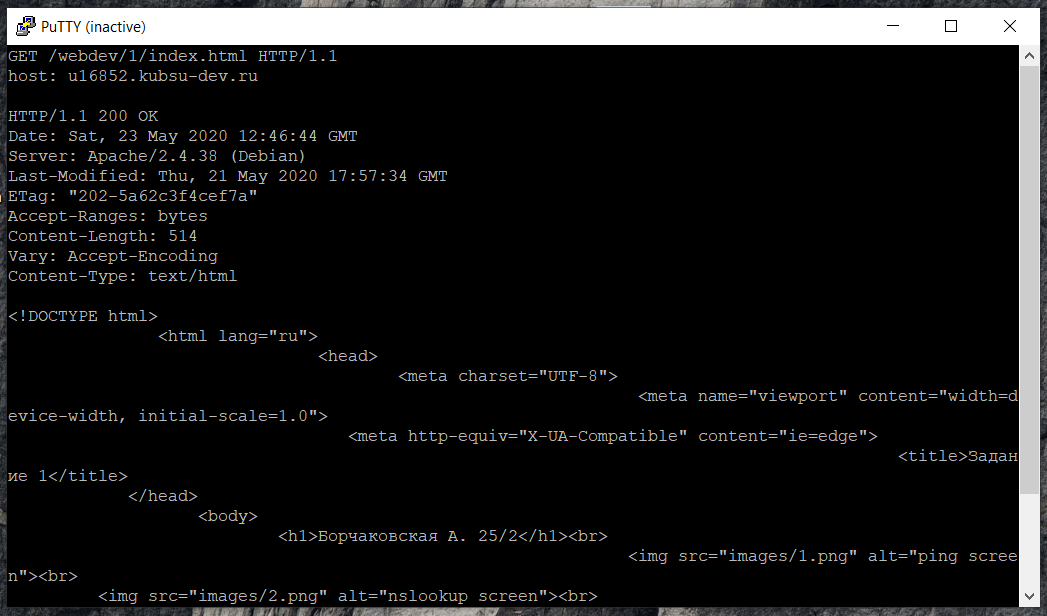 PuTTY (inactive)
GET /webdev/1/index.html HTTP/1.1
host: u16852.kubsu-dev.ru
HTTP/1.1 200 OK
Date: Sat, 23 May 2020 12:46:44 GMT
Server: Apache/2.4.38 (Debian)
Last-Modified: Thu, 21 May 2020 17:57:34 GMT
ETag: "202-5a62c3f4cef7a"
Accept-Ranges: bytes
Content-Length: 514
Vary: Accept-Encoding
Content-Type: text/html
<!DOCTYPE html>
<html lang="ru">
<head>
<meta charset="UTF-8">
<meta name="viewport" content="width=d
evice-width, initial-scale=1.0">
<meta http-equiv="X-UA-Compatible" content="ie=edge">
<title>Задан
ие 1</title>
</head>
<body>
<h1>Борчаковская А. 25/2</h1><br>
<img src="images/1.png" alt="ping scree
n"><br>
<img src="images/2.png" alt="nslookup screen"><br>